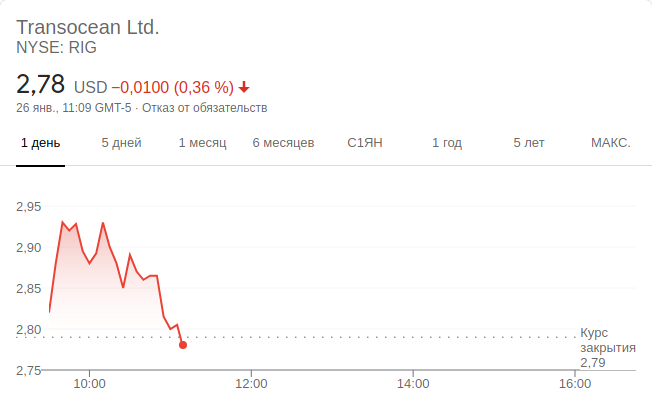 Transocean Ltd.
NYSE: RIG
2,78 USD −0,0100 (0,36 %)
26 янв., 11:09 GMT-5 · Отказ от обязательств
1 день 5 дней 1 месяц 6 месяцев С1ЯН 1 год 5 лет МАКС.
2,95
2,90
2,85
2,80
2,75
Курс
закрытия
2,79
10:00 12:00 14:00 16:00